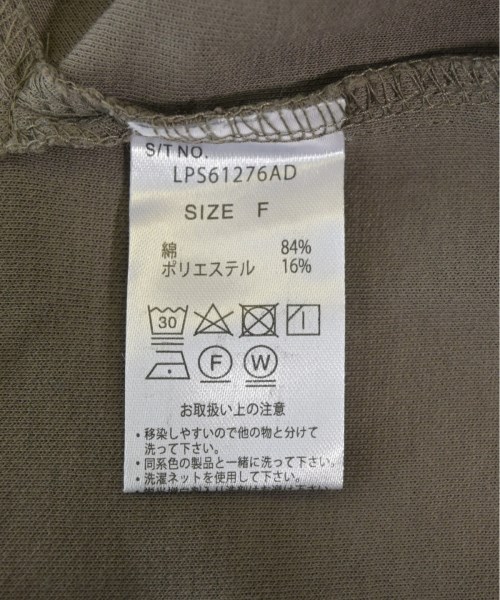 S/T NO.
LPS61276AD
SIZE F
綿 84%
ポリエステル 16%
30
F W
お取扱い上の注意
・移染しやすいので他の物と分けて
洗って下さい。
・同系色の製品と一緒に洗って下さい。
・洗濯ネットを使用して下さい。